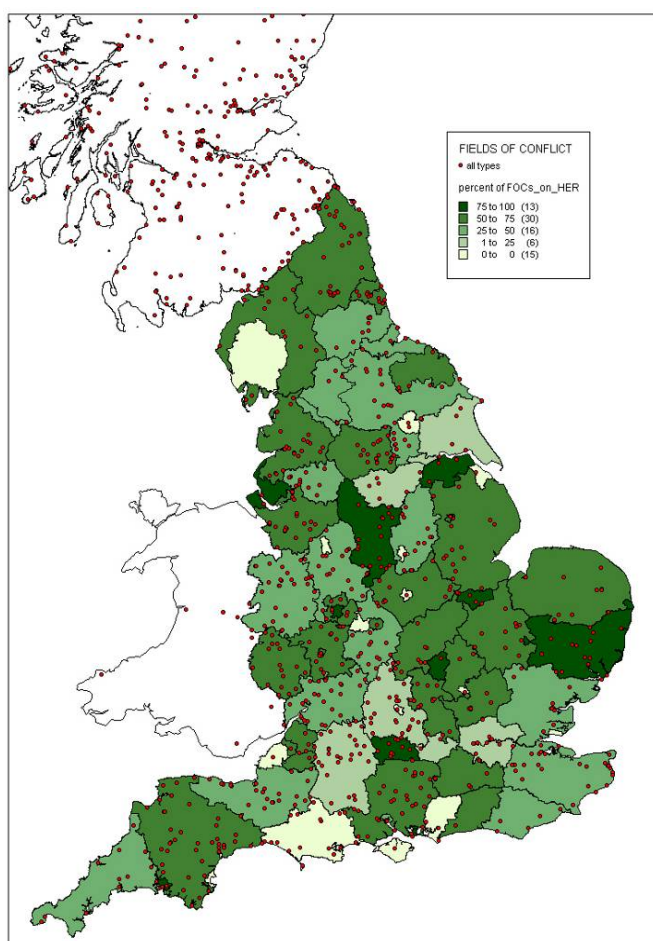 FIELDS OF CONFLICT
all types
percent of FOCs_on_HER
75 to 100 (13)
50 to 75 (30)
25 to 50 (16)
1 to 25 (6)
0 to 0 (15)